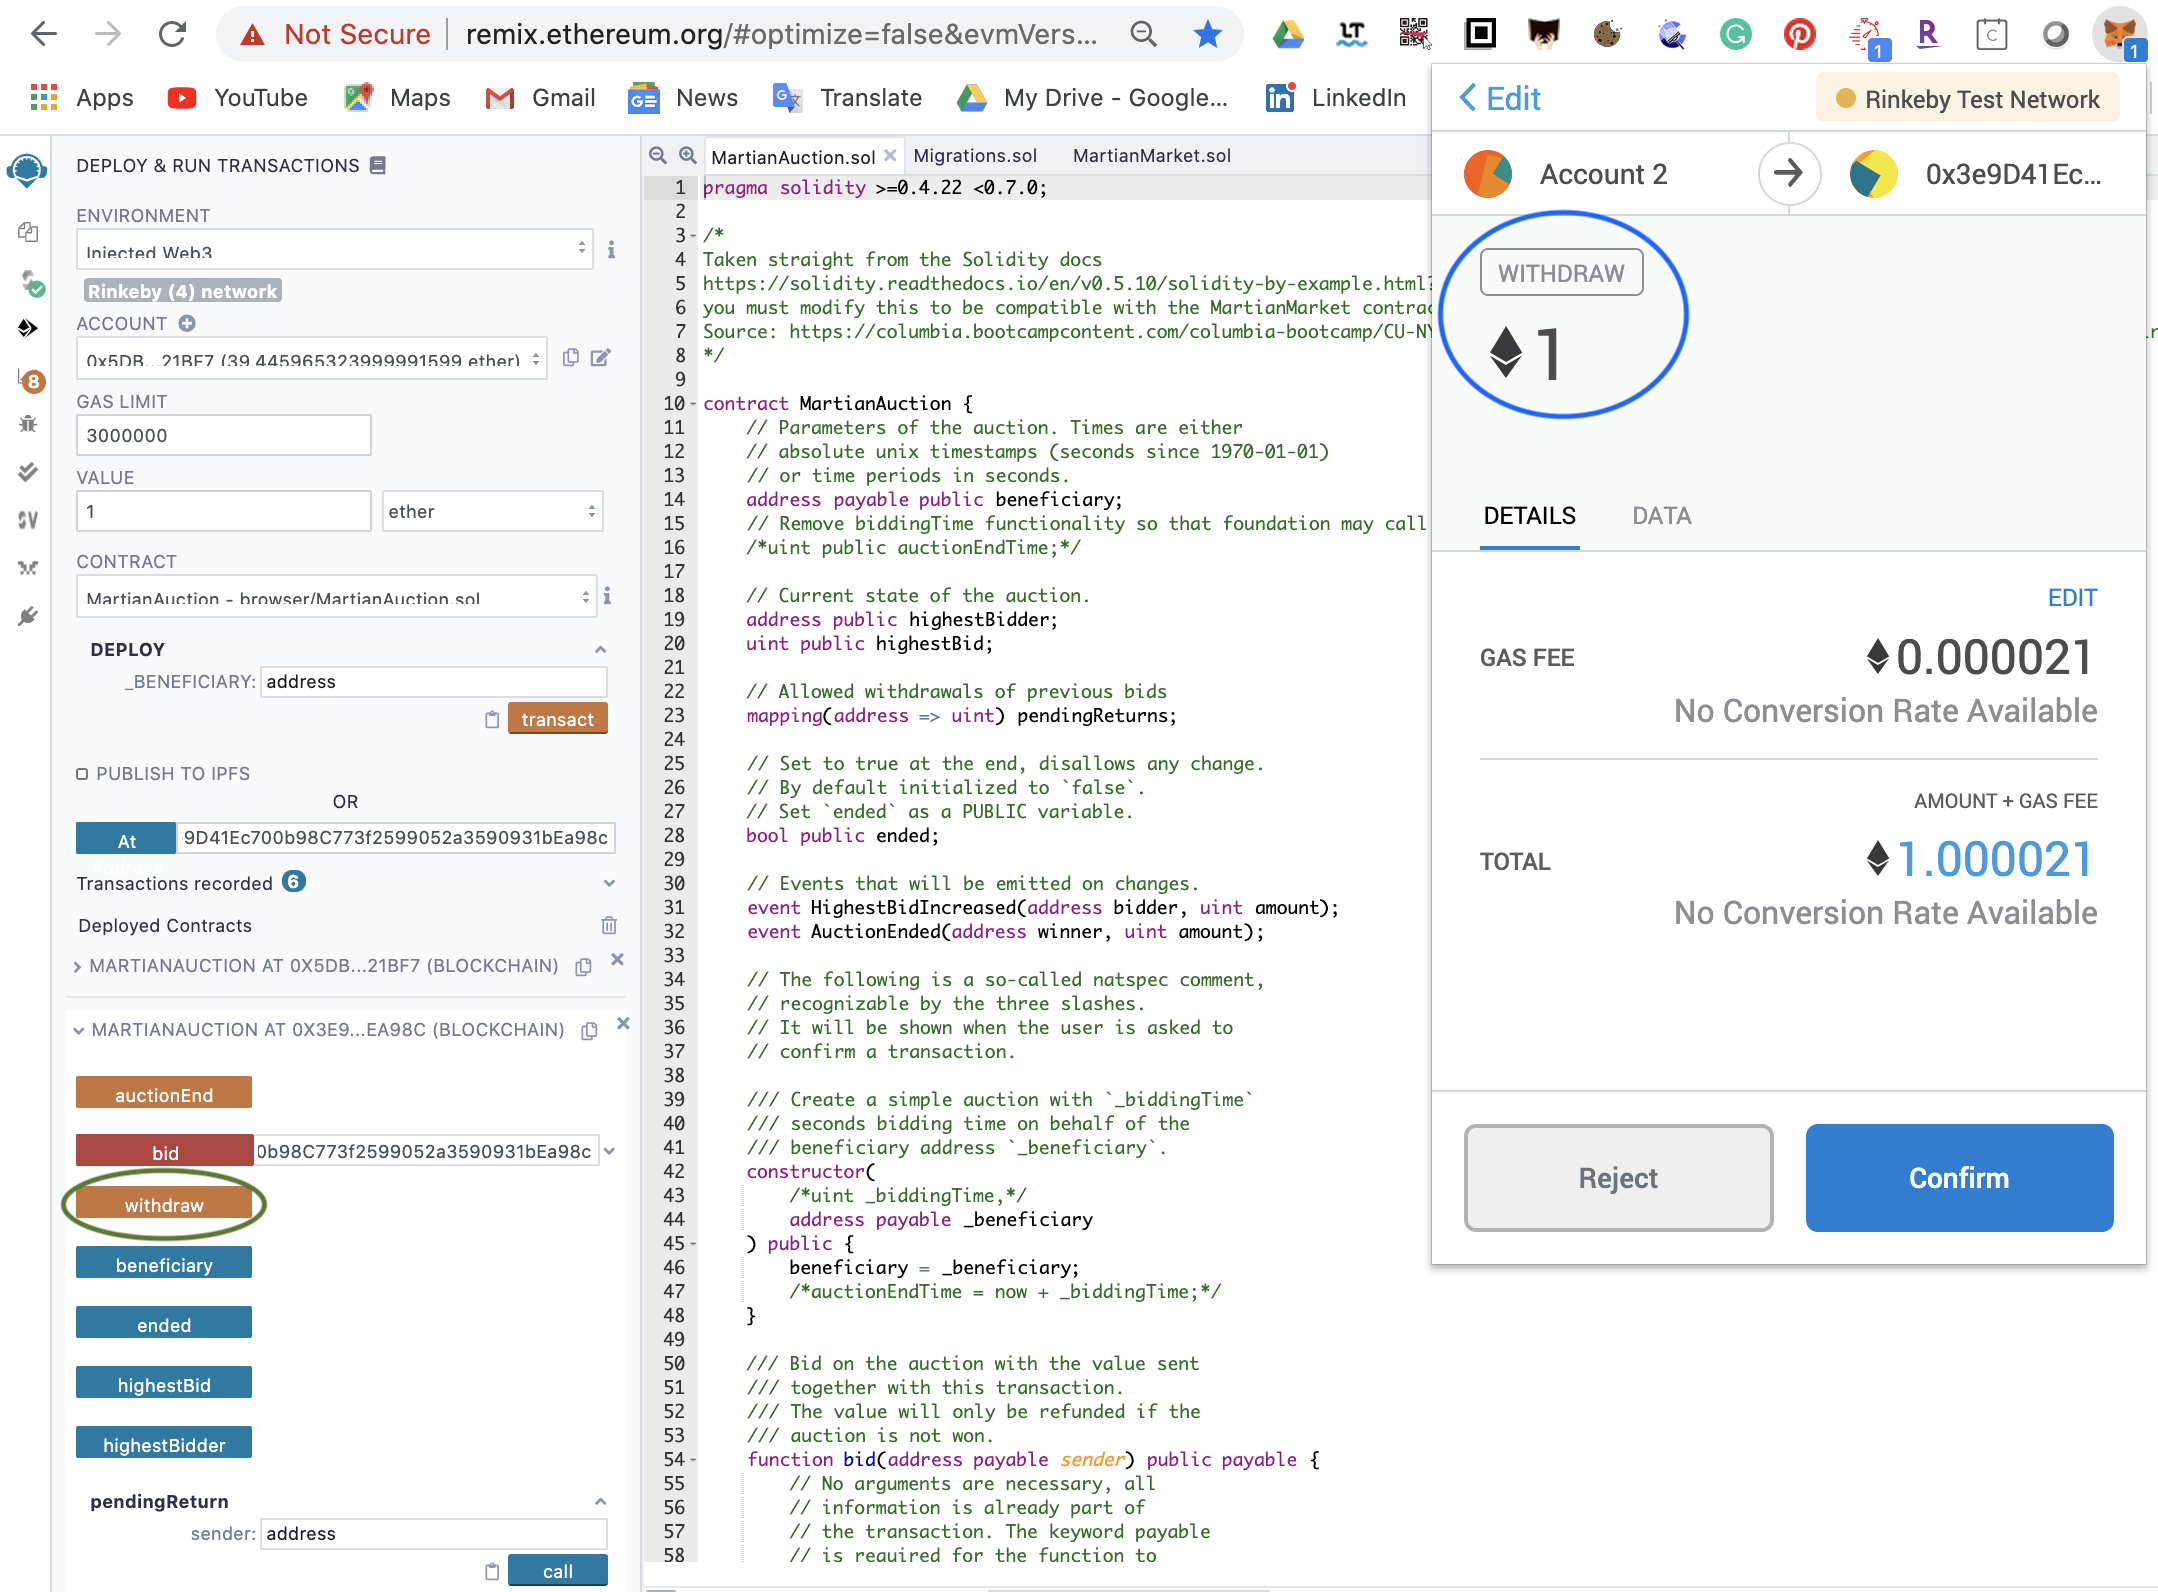 Not Secure
remix.ethereum.org/#optimize=false&evmVers...
1
1
Apps
YouTube
Maps
Gmail
News
Translate
My Drive - Google...
LinkedIn
DEPLOY & RUN TRANSACTIONS
ENVIRONMENT
Injected Web3
Rinkeby (4) network
ACCOUNT
0x5DB...21BF7 (39.445965323999991599 ether)
8
GAS LIMIT
3000000
VALUE
1
ether
CONTRACT
MartianAuction - browser/MartianAuction.sol
DEPLOY
_BENEFICIARY:
address
transact
PUBLISH TO IPFS
OR
At
9D41Ec700b98C773f2599052a3590931bEa98c
Transactions recorded 6
Deployed Contracts
MARTIANAUCTION AT 0X5DB...21BF7 (BLOCKCHAIN)
MARTIANAUCTION AT 0X3E9...EA98C (BLOCKCHAIN)
auctionEnd
bid
0b98C773f2599052a3590931bEa98c
withdraw
beneficiary
ended
highestBid
highestBidder
pendingReturn
sender:
address
call
MartianAuction.sol
Migrations.sol
MartianMarket.sol
1 pragma solidity >=0.4.22 <0.7.0;
2
3 /*
4 Taken straight from the Solidity docs
5 https://solidity.readthedocs.io/en/v0.5.10/solidity-by-example.html?
6 you must modify this to be compatible with the MartianMarket contrac
7 Source: https://columbia.bootcampcontent.com/columbia-bootcamp/CU-NY
8 */
9
10 contract MartianAuction {
11 // Parameters of the auction. Times are either
12 // absolute unix timestamps (seconds since 1970-01-01)
13 // or time periods in seconds.
14 address payable public beneficiary;
15 // Remove biddingTime functionality so that foundation may call
16 /*uint public auctionEndTime;*/
17
18 // Current state of the auction.
19 address public highestBidder;
20 uint public highestBid;
21
22 // Allowed withdrawals of previous bids
23 mapping(address => uint) pendingReturns;
24
25 // Set to true at the end, disallows any change.
26 // By default initialized to `false`.
27 // Set `ended` as a PUBLIC variable.
28 bool public ended;
29
30 // Events that will be emitted on changes.
31 event HighestBidIncreased(address bidder, uint amount);
32 event AuctionEnded(address winner, uint amount);
33
34 // The following is a so-called natspec comment,
35 // recognizable by the three slashes.
36 // It will be shown when the user is asked to
37 // confirm a transaction.
38
39 /// Create a simple auction with `_biddingTime`
40 /// seconds bidding time on behalf of the
41 /// beneficiary address `_beneficiary`.
42 constructor(
43 /*uint _biddingTime,*/
44 address payable _beneficiary
45 ) public {
46 beneficiary = _beneficiary;
47 /*auctionEndTime = now + _biddingTime;*/
48 }
49
50 /// Bid on the auction with the value sent
51 /// together with this transaction.
52 /// The value will only be refunded if the
53 /// auction is not won.
54 function bid(address payable sender) public payable {
55 // No arguments are necessary, all
56 // information is already part of
57 // the transaction. The keyword payable
58 // is required for the function to
Edit
Rinkeby Test Network
Account 2
0x3e9D41Ec...
WITHDRAW
1
DETAILS
DATA
EDIT
GAS FEE
0.000021
No Conversion Rate Available
AMOUNT + GAS FEE
TOTAL
1.000021
No Conversion Rate Available
Reject
Confirm